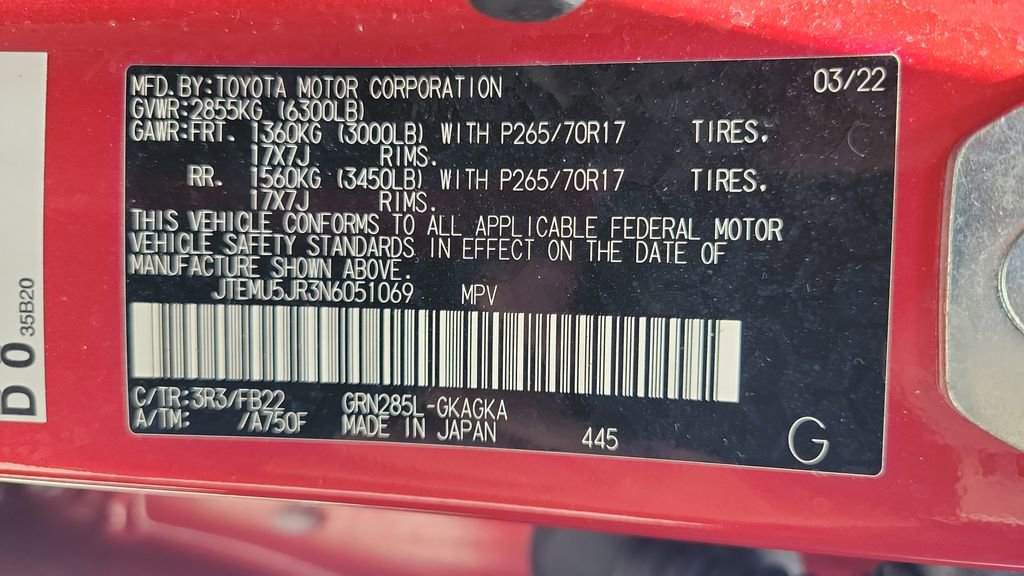 MFD. BY: TOYOTA MOTOR CORPORATION 03/22
GVWR: 2855KG (6300LB)
GAWR: FRT. 1360KG (3000LB) WITH P265/70R17 TIRES.
17X7J RIMS.
RR. 1560KG (3450LB) WITH P265/70R17 TIRES.
17X7J RIMS.
THIS VEHICLE CONFORMS TO ALL APPLICABLE FEDERAL MOTOR
VEHICLE SAFETY STANDARDS IN EFFECT ON THE DATE OF
MANUFACTURE SHOWN ABOVE.
JTEMU5JR3N6051069 MPV
C/TR: 3R3/FB22 GRN285L-GKAGKA
A/TM: /A750F MADE IN JAPAN 445 G
D 0 35B20